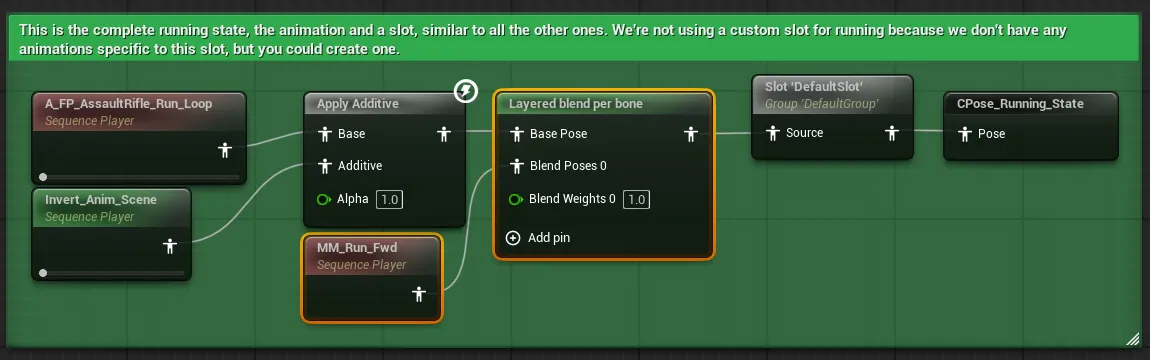 This is the complete running state, the animation and a slot, similar to all the other ones. We're not using a custom slot for running because we don't have any
animations specific to this slot, but you could create one.
A_FP_AssaultRifle_Run_Loop
Sequence Player
Invert_Anim_Scene
Sequence Player
Apply Additive
Base
Additive
Alpha 1.0
MM_Run_Fwd
Sequence Player
Layered blend per bone
Base Pose
Blend Poses 0
Blend Weights 0 1.0
Add pin
Slot 'DefaultSlot'
Group 'DefaultGroup'
Source
CPose_Running_State
Pose